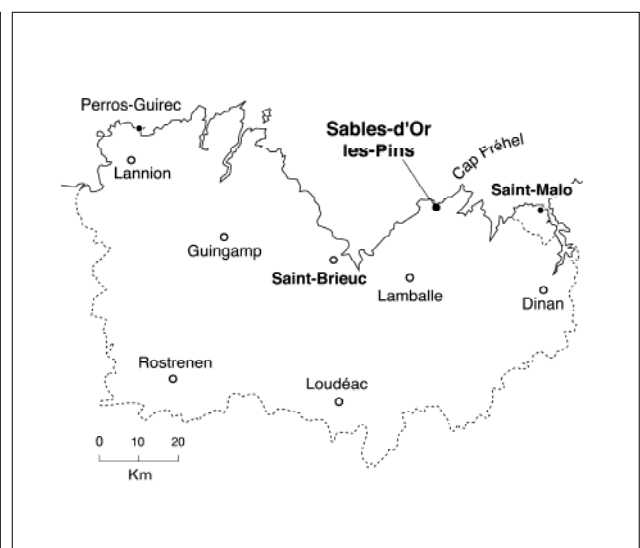 Perros-Guirec
Sables-d'Or
les-Pins
Cap Fréhel
Lannion
Saint-Malo
Guingamp
Saint-Brieuc
Lamballe
Dinan
Rostrenen
Loudéac
0 10 20
Km